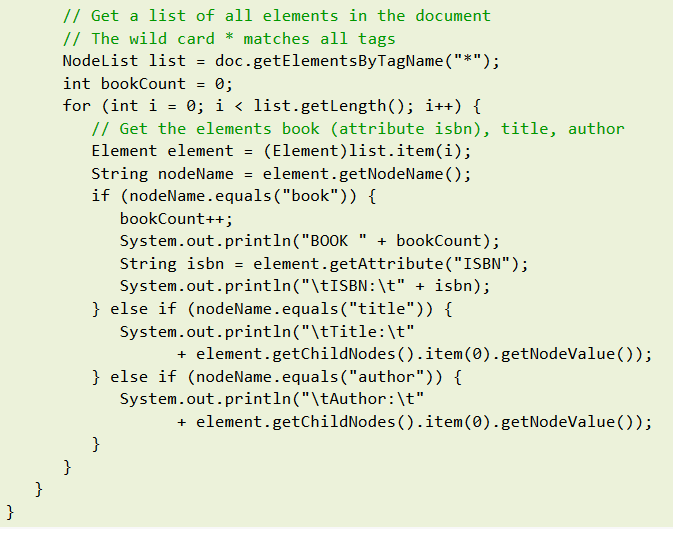 // Get a list of all elements in the document
// The wild card * matches all tags
NodeList list = doc.getElementsByTagName("*");
int bookCount = 0;
for (int i = 0; i < list.getLength(); i++) {
// Get the elements book (attribute isbn), title, author
Element element = (Element)list.item(i);
String nodeName = element.getNodeName();
if (nodeName.equals("book")) {
bookCount++;
System.out.println("BOOK " + bookCount);
String isbn = element.getAttribute("ISBN");
System.out.println("\tISBN:\t" + isbn);
} else if (nodeName.equals("title")) {
System.out.println("\tTitle:\t"
+ element.getChildNodes().item(0).getNodeValue());
} else if (nodeName.equals("author")) {
System.out.println("\tAuthor:\t"
+ element.getChildNodes().item(0).getNodeValue());
}
}
}
}